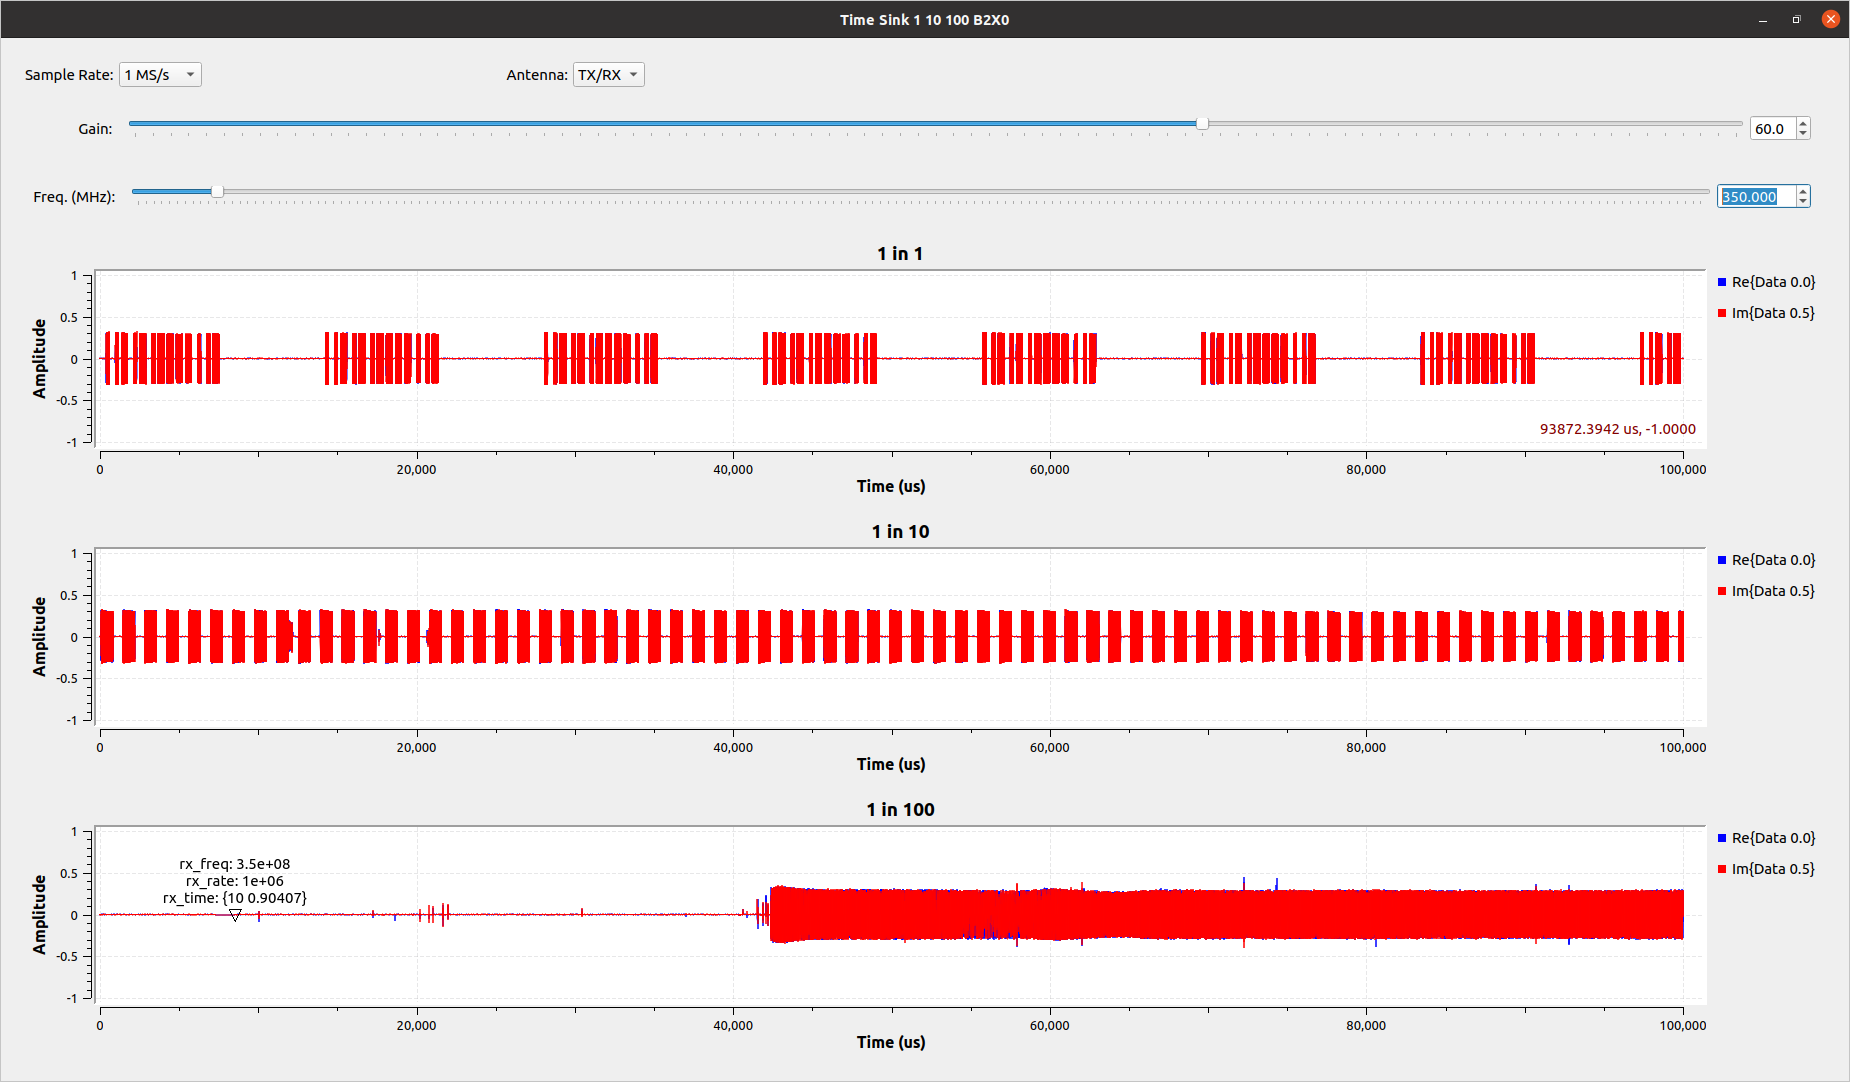 Time Sink 1 10 100 B2X0
Sample Rate: 1 MS/s Antenna: TX/RX
Gain: 60.0
Freq. (MHz): 350.000
1 in 1
1
0.5
0
-0.5
-1
Amplitude
Re{Data 0.0}
Im{Data 0.5}
93872.3942 us, -1.0000
0 20,000 40,000 60,000 80,000 100,000
Time (us)
1 in 10
1
0.5
0
-0.5
-1
Amplitude
Re{Data 0.0}
Im{Data 0.5}
0 20,000 40,000 60,000 80,000 100,000
Time (us)
1 in 100
1
0.5
0
-0.5
-1
Amplitude
Re{Data 0.0}
Im{Data 0.5}
rx_freq: 3.5e+08
rx_rate: 1e+06
rx_time: {10 0.90407}
0 20,000 40,000 60,000 80,000 100,000
Time (us)